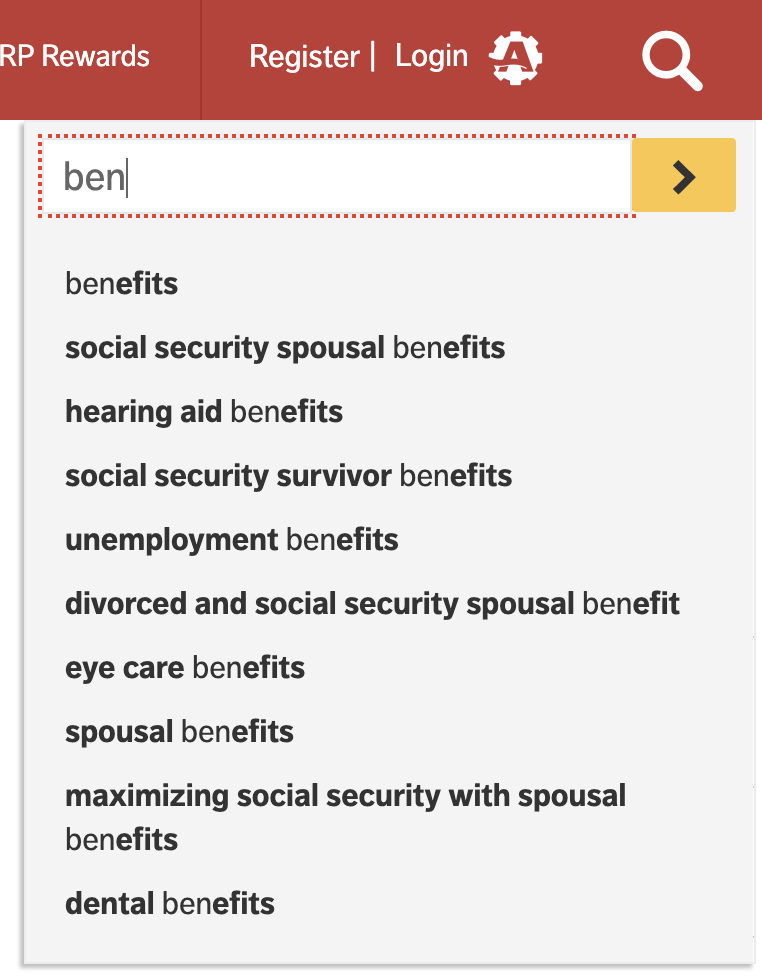 RP Rewards
Register | Login
ben
benefits
social security spousal benefits
hearing aid benefits
social security survivor benefits
unemployment benefits
divorced and social security spousal benefit
eye care benefits
spousal benefits
maximizing social security with spousal
benefits
dental benefits